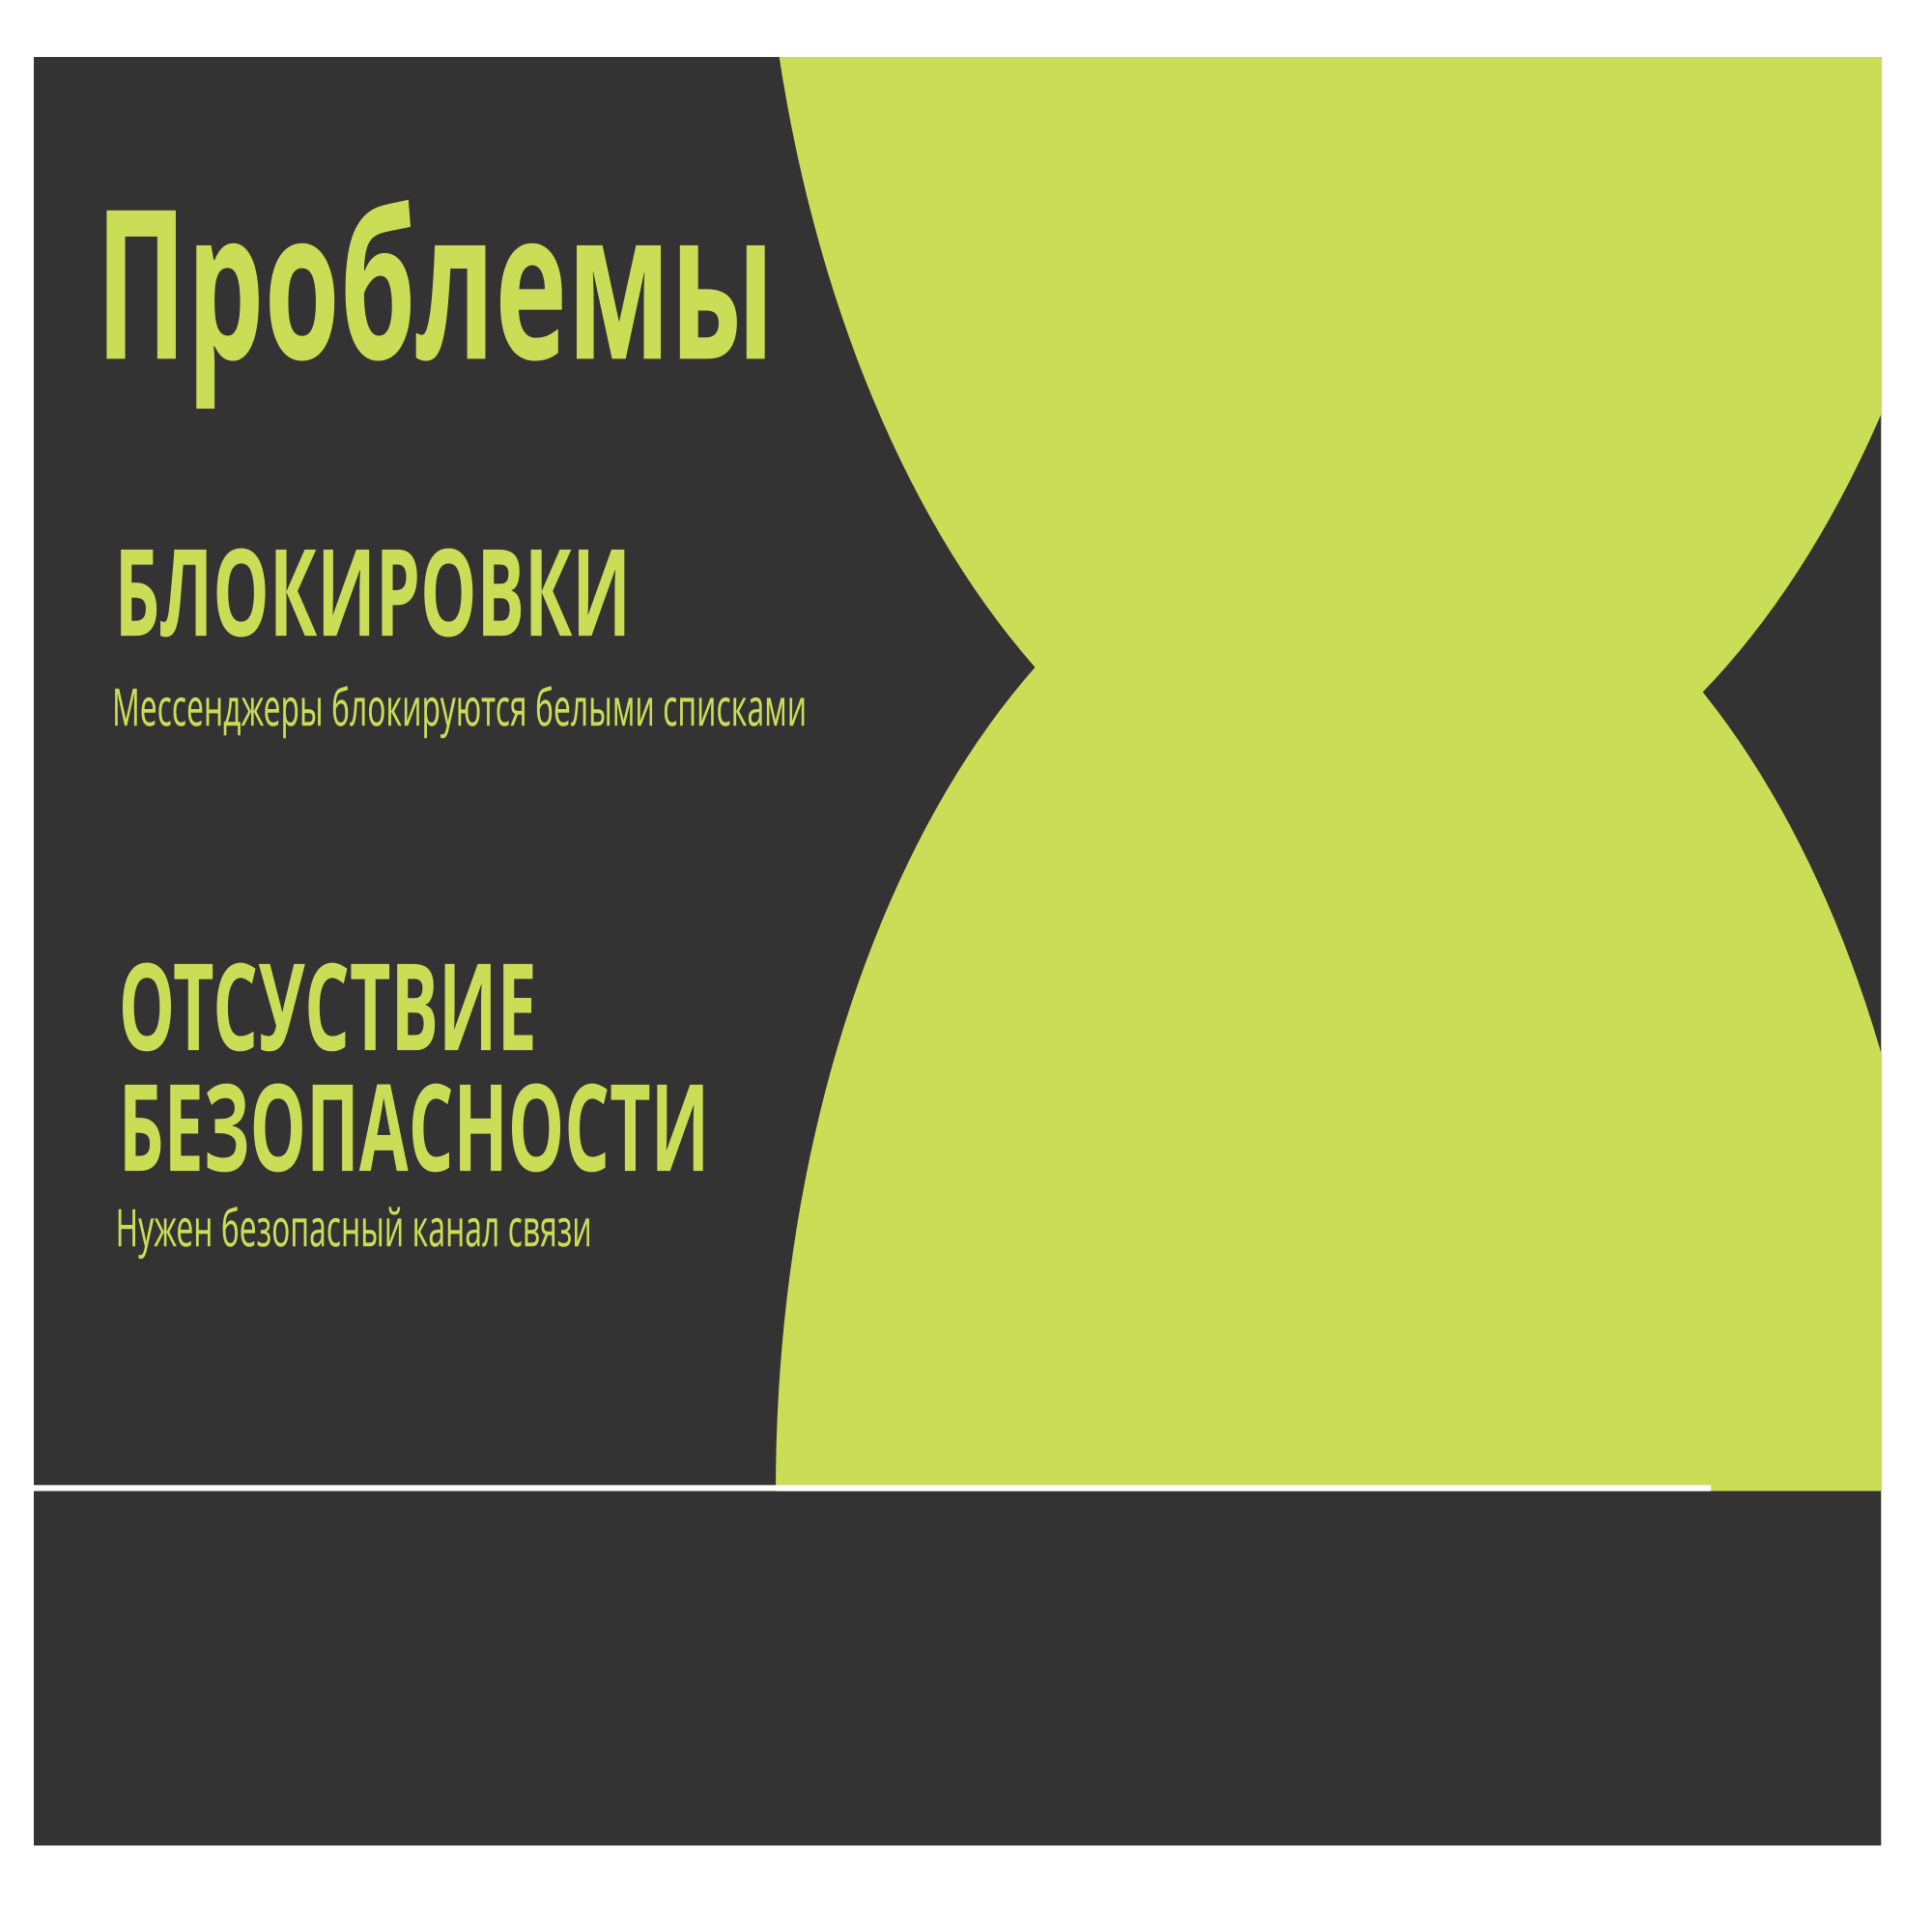 Проблемы
БЛОКИРОВКИ
Мессенджеры блокируются белыми списками
ОТСУСТВИЕ
БЕЗОПАСНОСТИ
Нужен безопасный канал связи